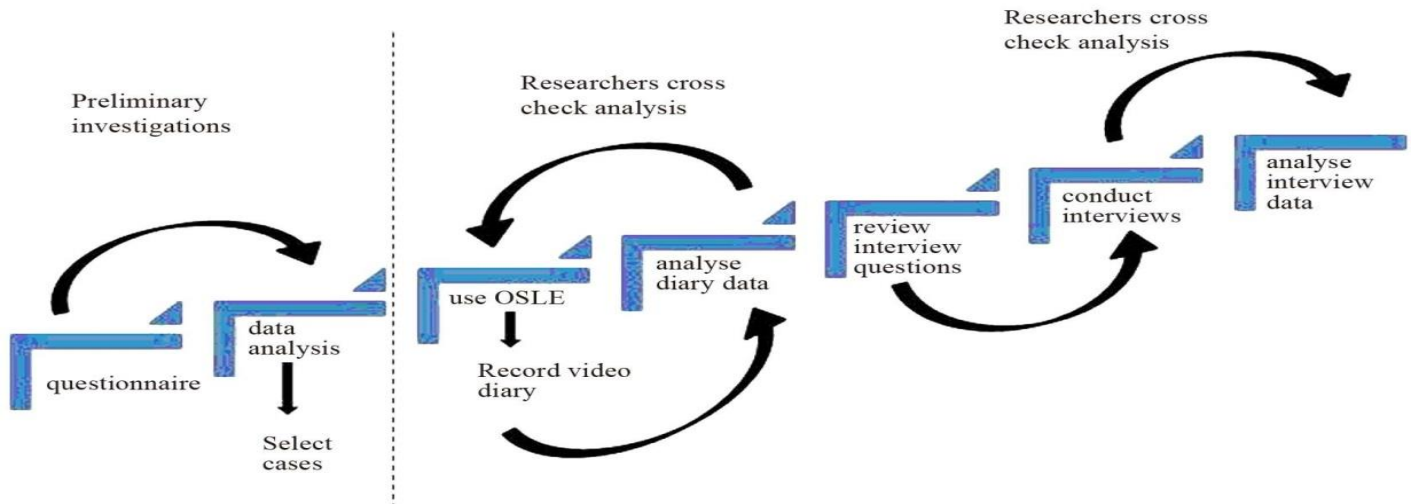 Preliminary
investigations
questionnaire
data
analysis
Select
cases
Researchers cross
check analysis
use OSLE
Record video
diary
analyse
diary data
review
interview
questions
Researchers cross
check analysis
conduct
interviews
analyse
interview
data